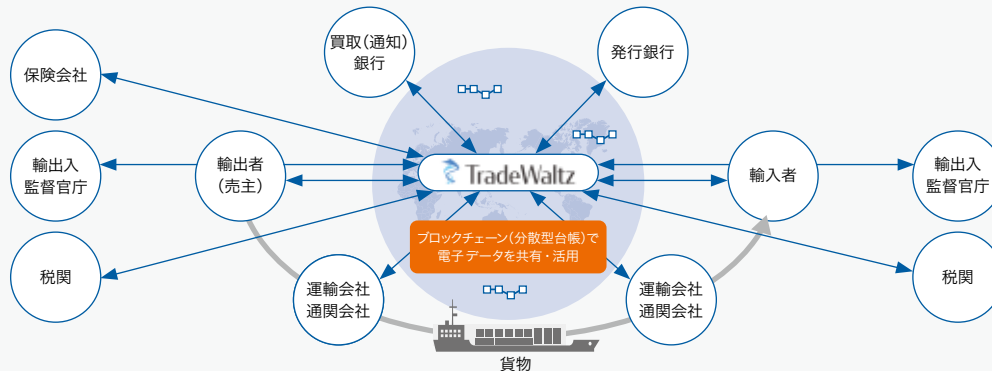 買取(通知)
銀行
発行銀行
保険会社
輸出入
監督官庁
輸出者
(売主)
TradeWaltz
輸入者
輸出入
監督官庁
ブロックチェーン(分散型台帳)で
電子データを共有・活用
税関
運輸会社
通関会社
運輸会社
通関会社
税関
貨物